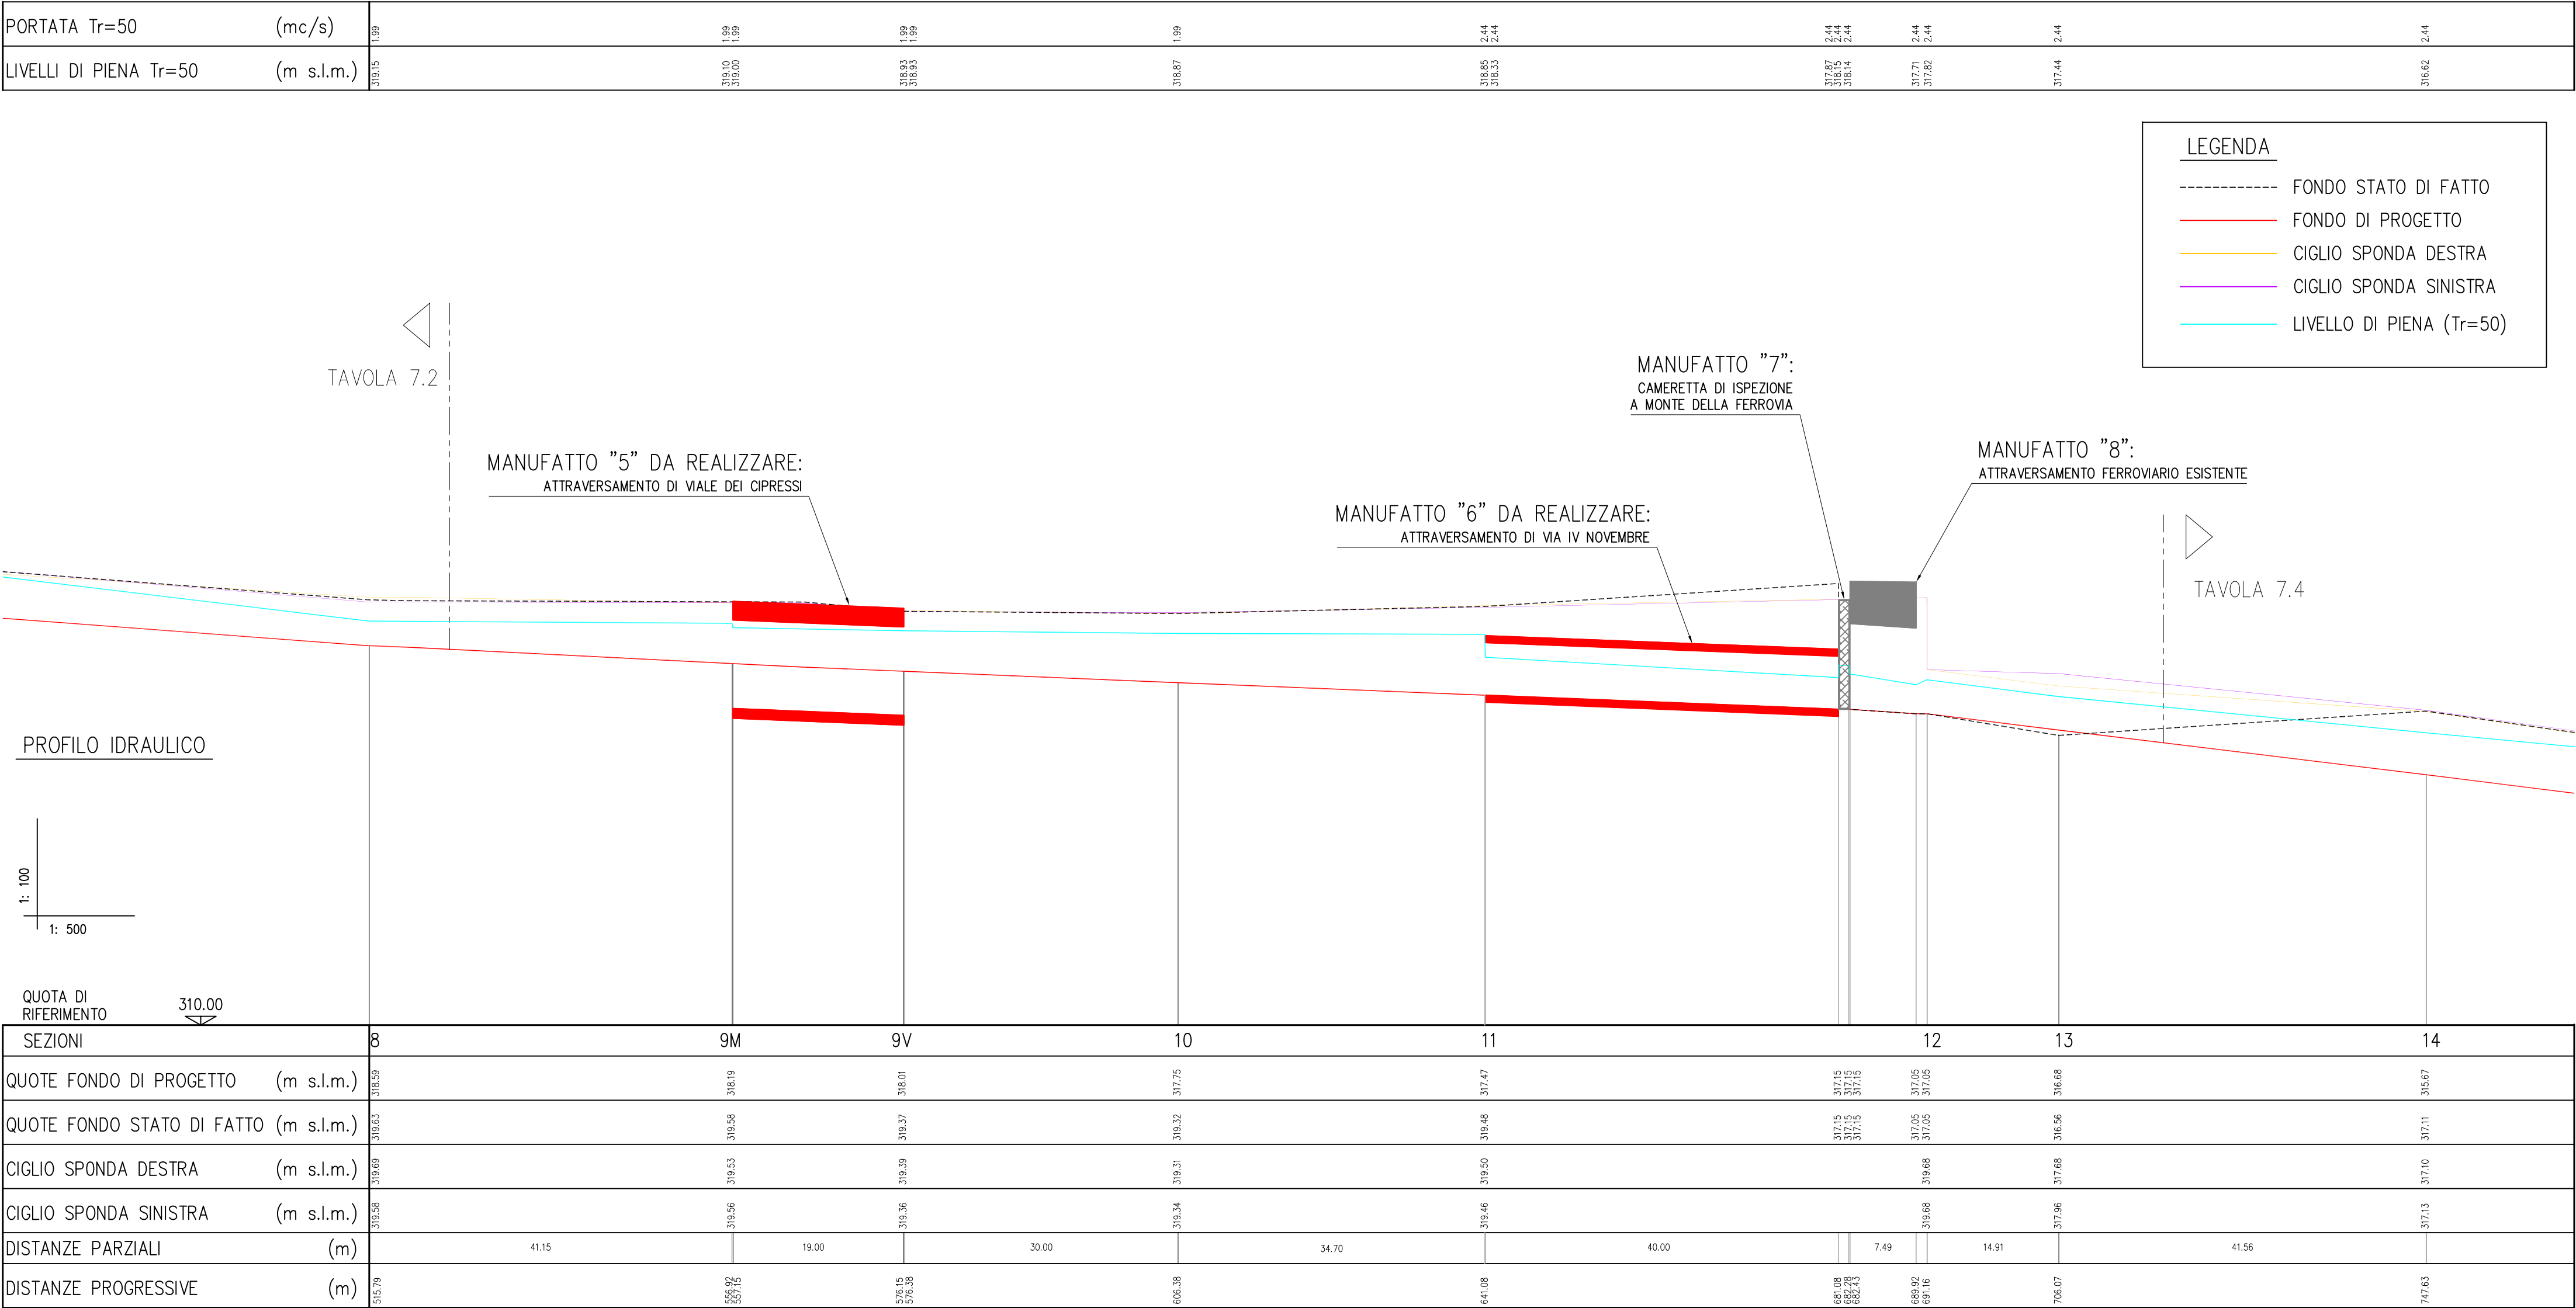 PORTATA Tr=50 (mc/s) 1.99 1.99 1.99 1.99 1.99 1.99 2.44 2.44 2.44 2.44 2.44 2.44 2.44 2.44 2.44
LIVELLI DI PIENA Tr=50 (m s.l.m.) 319.15 319.10 319.00 318.93 318.93 318.87 318.85 318.33 317.87 318.15 318.14 317.71 317.82 317.44 316.62
LEGENDA
FONDO STATO DI FATTO
FONDO DI PROGETTO
CIGLIO SPONDA DESTRA
CIGLIO SPONDA SINISTRA
LIVELLO DI PIENA (Tr=50)
TAVOLA 7.2
MANUFATTO "5" DA REALIZZARE:
ATTRAVERSAMENTO DI VIALE DEI CIPRESSI
MANUFATTO "6" DA REALIZZARE:
ATTRAVERSAMENTO DI VIA IV NOVEMBRE
MANUFATTO "7":
CAMERETTA DI ISPEZIONE
A MONTE DELLA FERROVIA
MANUFATTO "8":
ATTRAVERSAMENTO FERROVIARIO ESISTENTE
TAVOLA 7.4
PROFILO IDRAULICO
1: 100
1: 500
QUOTA DI
RIFERIMENTO 310.00
SEZIONI 8 9M 9V 10 11 12 13 14
QUOTE FONDO DI PROGETTO (m s.l.m.) 318.59 318.19 318.01 317.75 317.47 317.15 317.15 317.15 317.05 317.05 316.68 315.67
QUOTE FONDO STATO DI FATTO (m s.l.m.) 319.63 319.58 319.37 319.32 319.48 317.15 317.15 317.15 317.05 317.05 316.56 317.11
CIGLIO SPONDA DESTRA (m s.l.m.) 319.69 319.53 319.39 319.31 319.50 319.68 317.68 317.10
CIGLIO SPONDA SINISTRA (m s.l.m.) 319.58 319.56 319.36 319.34 319.46 319.68 317.96 317.13
DISTANZE PARZIALI (m) 41.15 19.00 30.00 34.70 40.00 7.49 14.91 41.56
DISTANZE PROGRESSIVE (m) 515.79 556.92 557.15 576.15 576.38 606.38 641.08 681.08 682.28 682.43 689.92 691.16 706.07 747.63